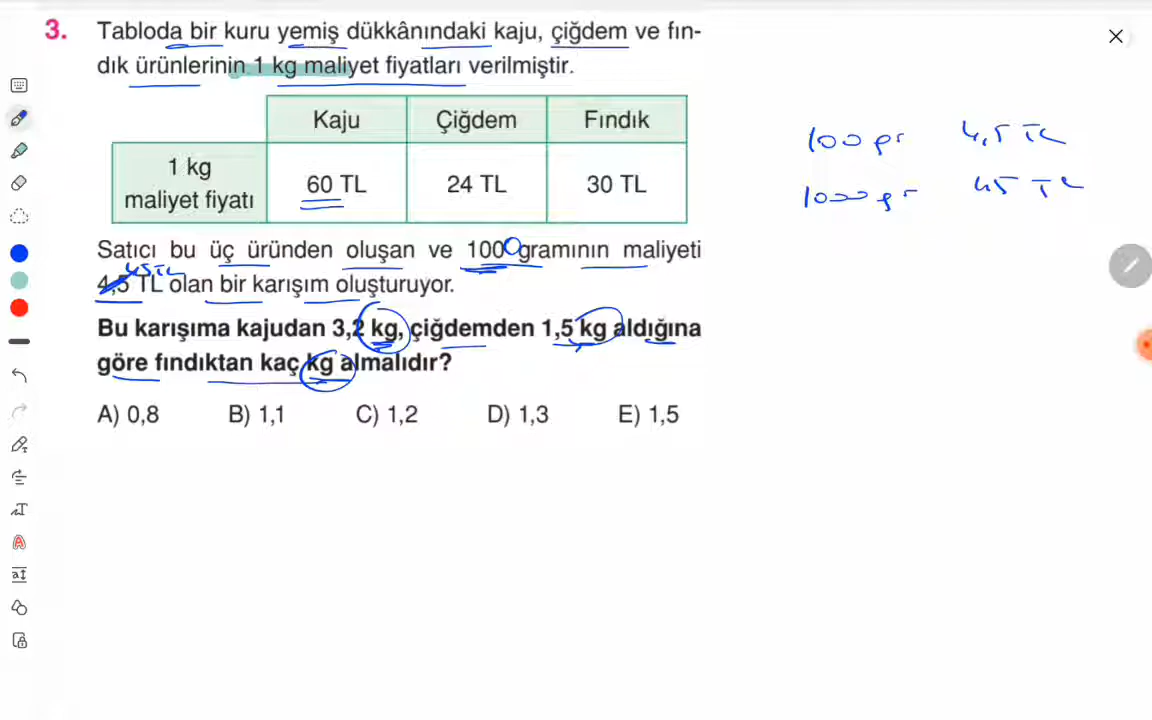 3. Tabloda bir kuru yemiş dükkânındaki kaju, çiğdem ve fın-
dık ürünlerinin 1 kg maliyet fiyatları verilmiştir.
Kaju Çiğdem Fındık
1 kg
maliyet fiyatı 60 TL 24 TL 30 TL
100 gr 4,5 TL
1000 gr 45 TL
Satıcı bu üç üründen oluşan ve 1000 gramının maliyeti
45 TL
4,5 TL olan bir karışım oluşturuyor.
Bu karışıma kajudan 3,2 kg, çiğdemden 1,5 kg aldığına
göre fındıktan kaç kg almalıdır?
A) 0,8 B) 1,1 C) 1,2 D) 1,3 E) 1,5